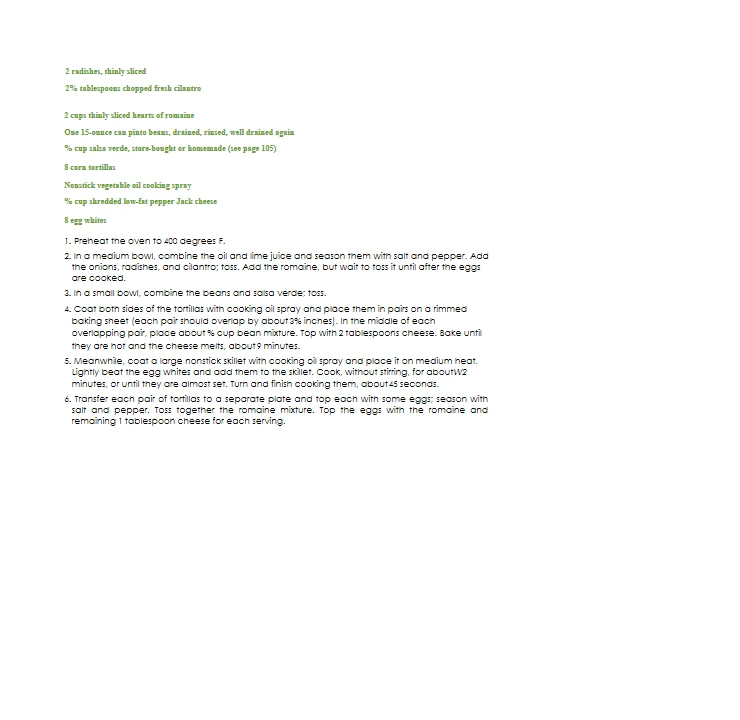 2 radishes, thinly sliced
2% tablespoons chopped fresh cilantro
2 cups thinly sliced hearts of romaine
One 15-ounce can pinto beans, drained, rinsed, well drained again
% cup salsa verde, store-bought or homemade (see page 105)
8 corn tortillas
Nonstick vegetable oil cooking spray
% cup shredded low-fat pepper Jack cheese
8 egg whites
1. Preheat the oven to 400 degrees F.
2. In a medium bowl, combine the oil and lime juice and season them with salt and pepper. Add
the onions, radishes, and cilantro; toss. Add the romaine, but wait to toss it until after the eggs
are cooked.
3. In a small bowl, combine the beans and salsa verde; toss.
4. Coat both sides of the tortillas with cooking oil spray and place them in pairs on a rimmed
baking sheet (each pair should overlap by about 3% inches). In the middle of each
overlapping pair, place about % cup bean mixture. Top with 2 tablespoons cheese. Bake until
they are hot and the cheese melts, about 9 minutes.
5. Meanwhile, coat a large nonstick skillet with cooking oil spray and place it on medium heat.
Lightly beat the egg whites and add them to the skillet. Cook, without stirring, for aboutW2
minutes, or until they are almost set. Turn and finish cooking them, about 45 seconds.
6. Transfer each pair of tortillas to a separate plate and top each with some eggs; season with
salt and pepper. Toss together the romaine mixture. Top the eggs with the romaine and
remaining 1 tablespoon cheese for each serving.